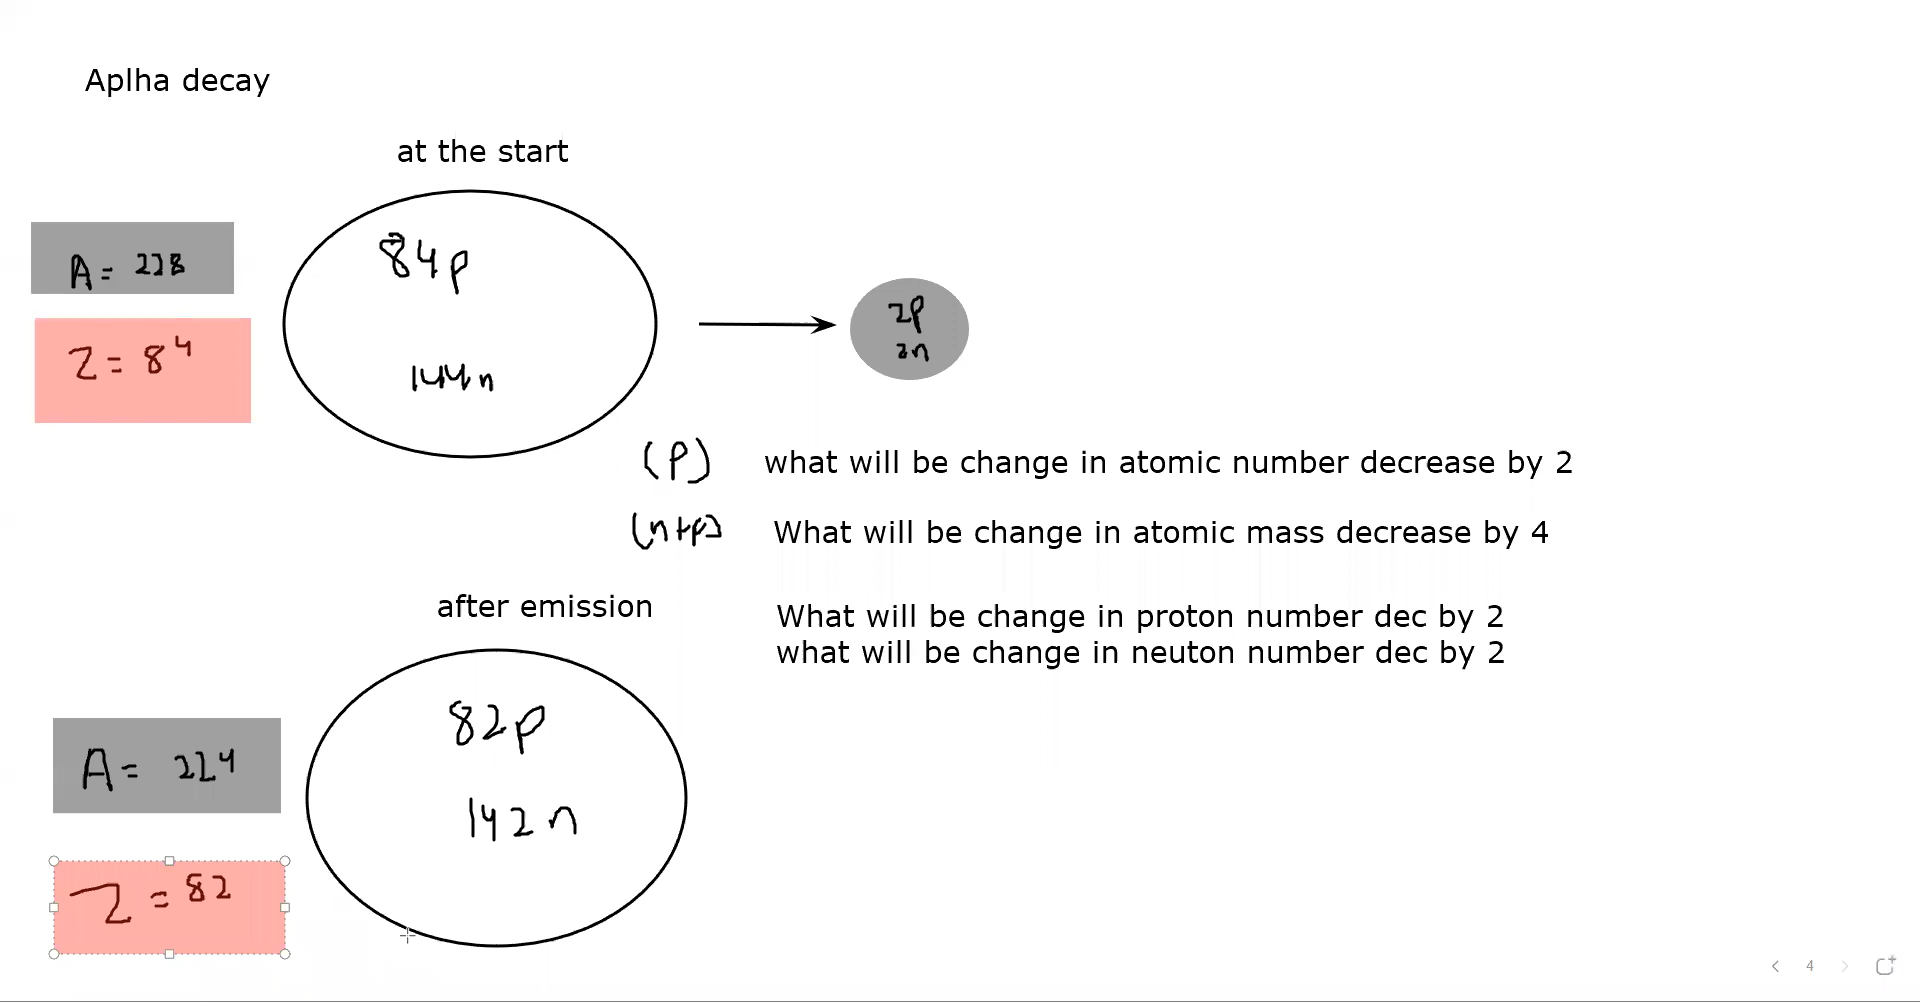 Aplha decay
at the start
A = 228
Z = 84
84p
144n
2p
2n
(P) what will be change in atomic number decrease by 2
(n+p) What will be change in atomic mass decrease by 4
after emission
What will be change in proton number dec by 2
what will be change in neuton number dec by 2
A = 224
Z = 82
82p
142n
4